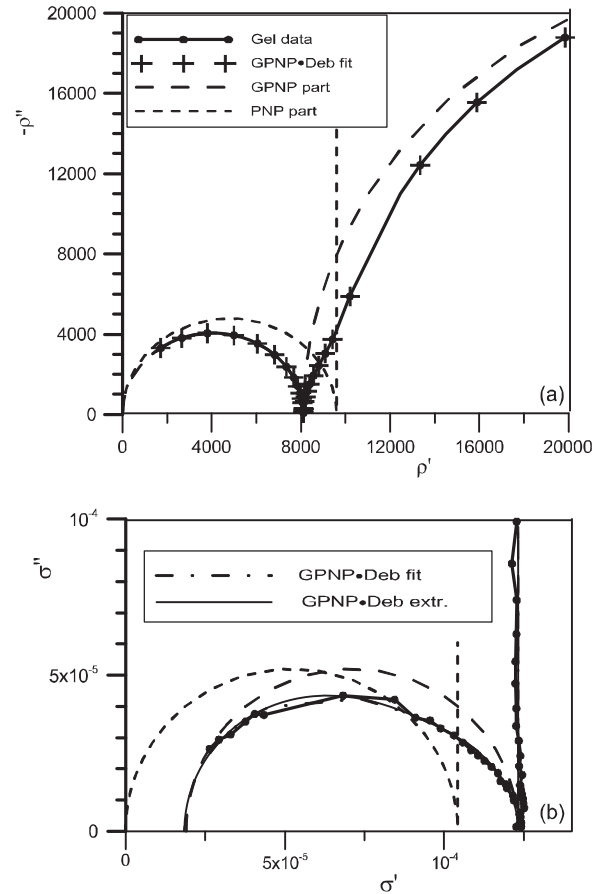 20000
Gel data
GPNP•Deb fit
GPNP part
PNP part
16000
-ρ''
12000
8000
4000
0
(a)
0 4000 8000 12000 16000 20000
ρ'
10⁻⁴
σ''
GPNP•Deb fit
GPNP•Deb extr.
5x10⁻⁵
0
(b)
0 5x10⁻⁵ 10⁻⁴
σ'